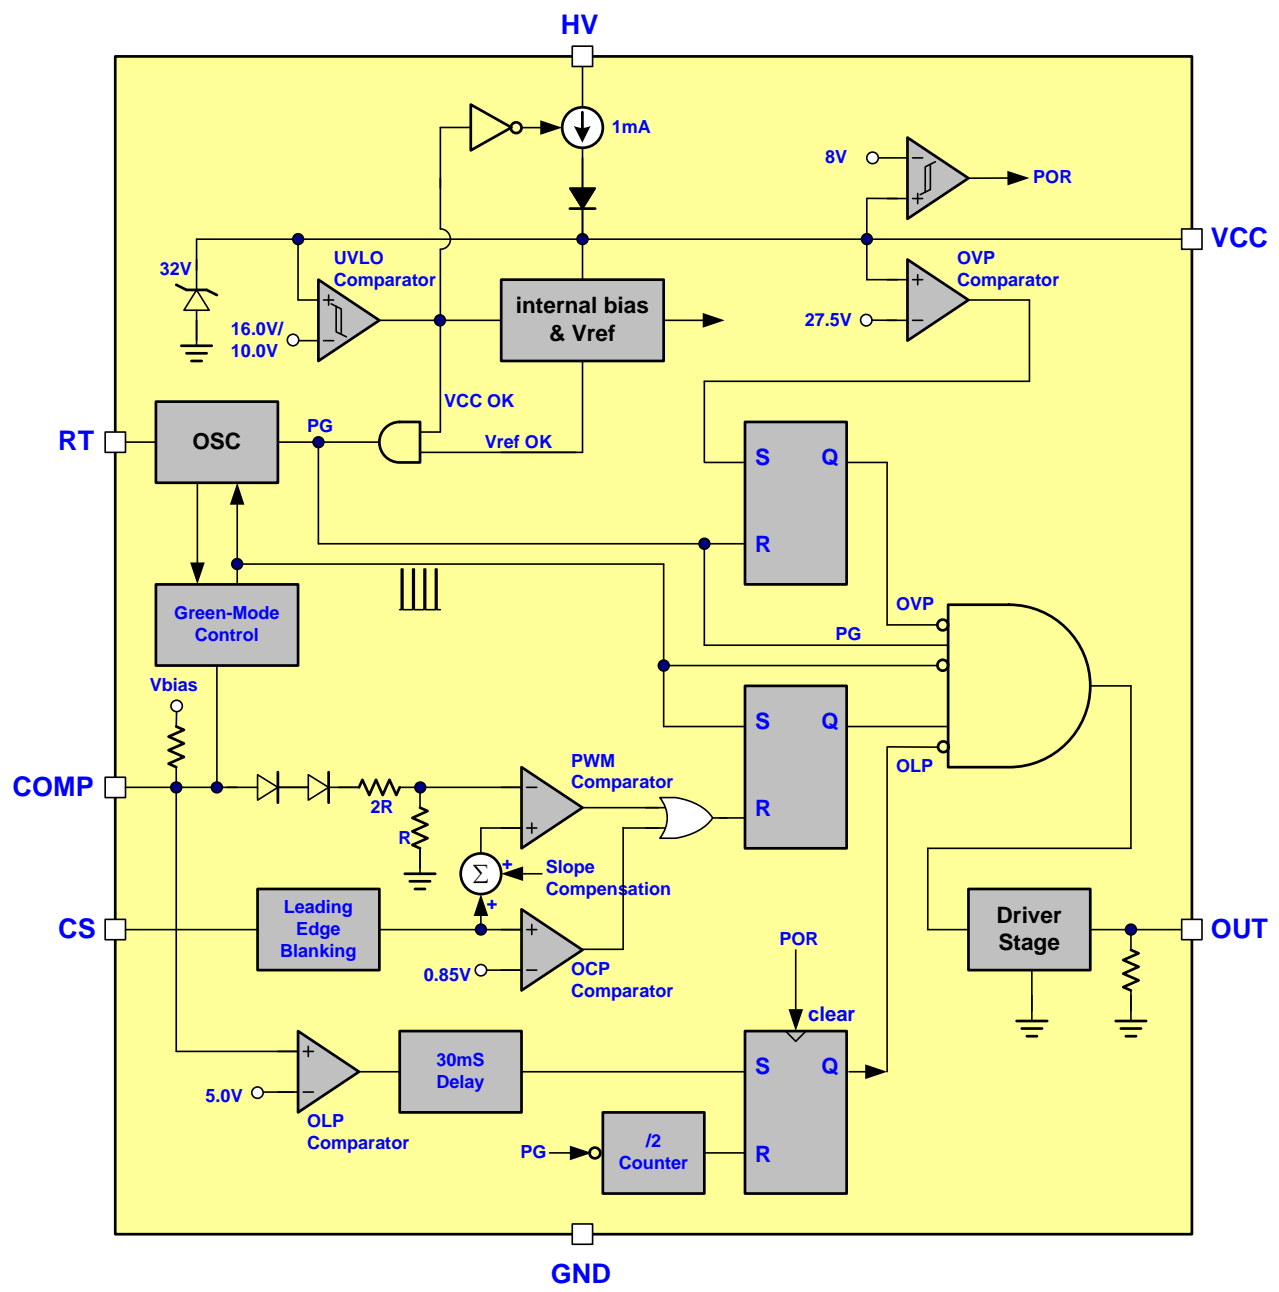 HV
1mA
8V
POR
VCC
32V
UVLO
Comparator
OVP
Comparator
16.0V/
10.0V
internal bias
& Vref
27.5V
VCC OK
RT
OSC
PG
Vref OK
S
Q
R
Green-Mode
Control
OVP
PG
Vbias
S
Q
OLP
COMP
PWM
Comparator
2R
R
R
Σ
Slope
Compensation
CS
Leading
Edge
Blanking
0.85V
OCP
Comparator
POR
Driver
Stage
OUT
clear
30mS
Delay
S
Q
5.0V
OLP
Comparator
PG
/2
Counter
R
GND